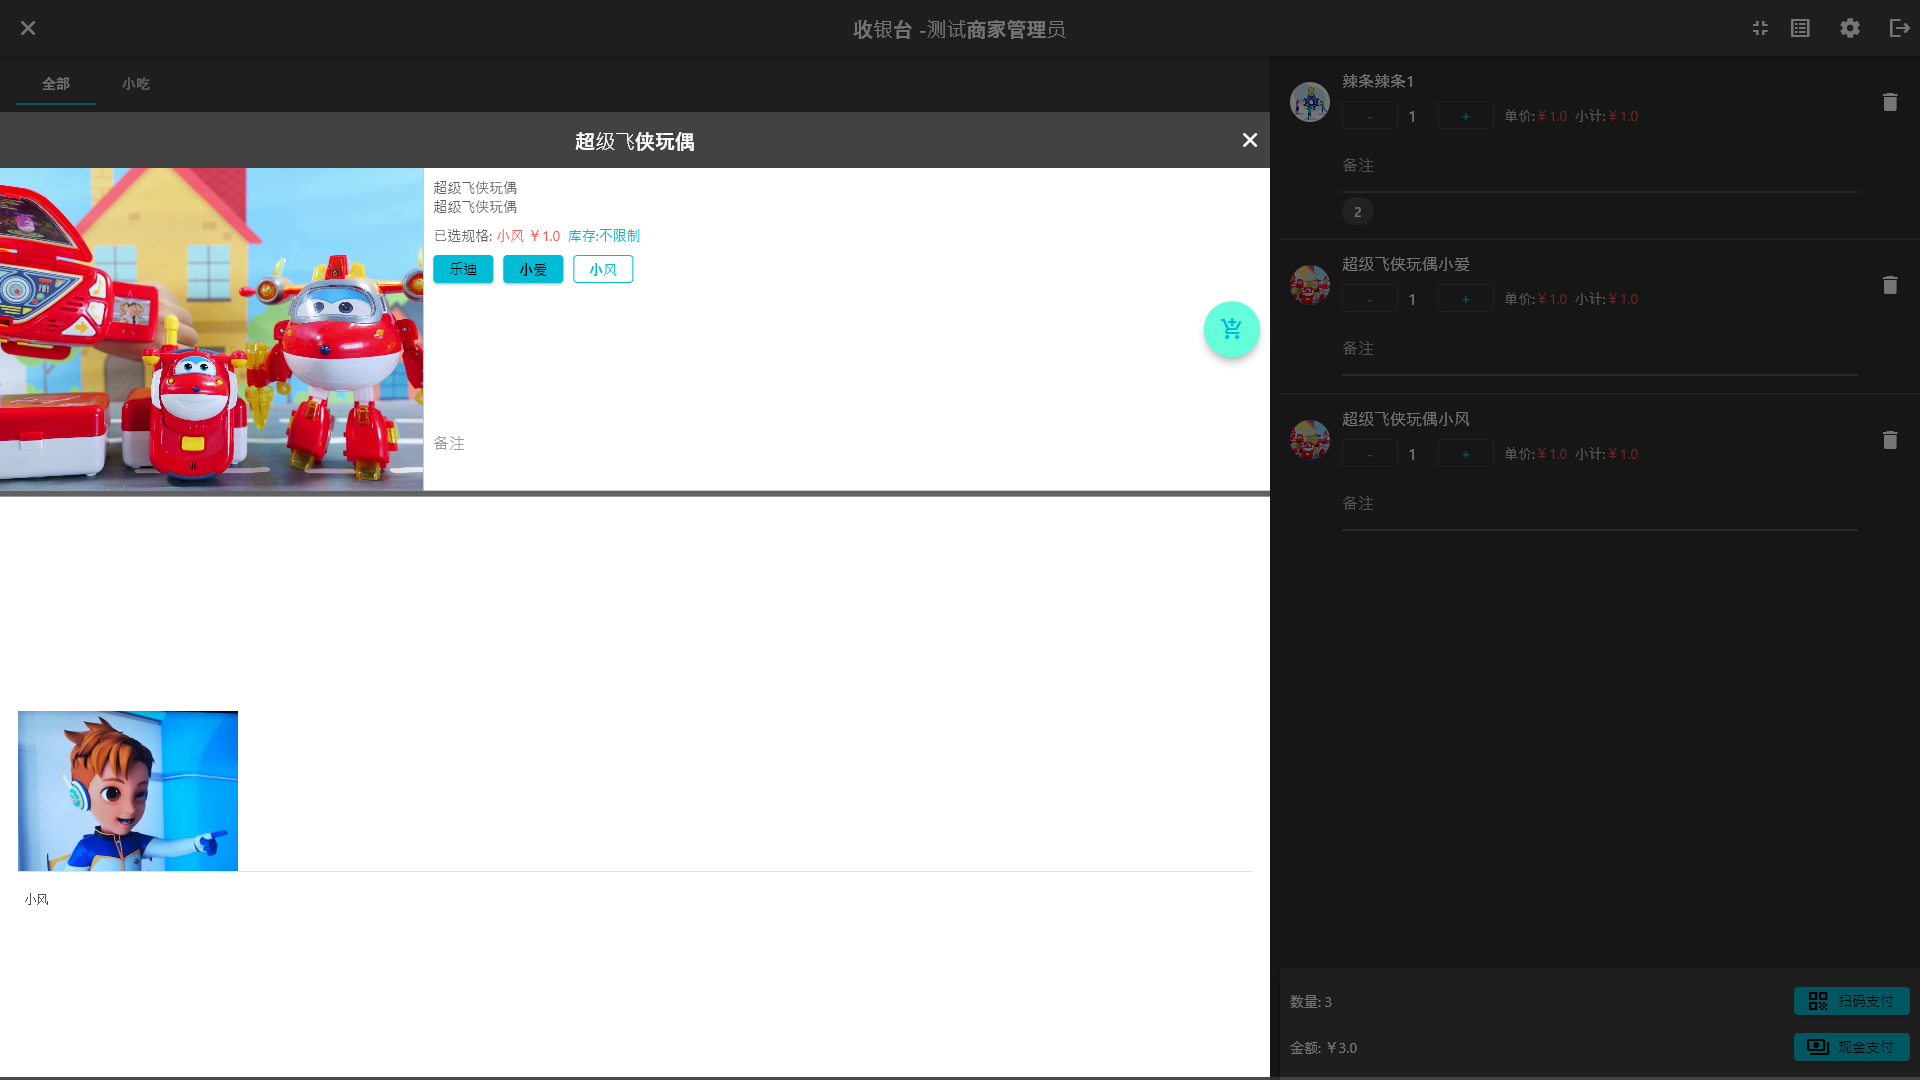 收银台 -测试商家管理员
全部
小吃
超级飞侠玩偶
超级飞侠玩偶
超级飞侠玩偶
已选规格: 小风 ￥1.0 库存:不限制
乐迪
小爱
小风
备注
小风
辣条辣条1
- 1 + 单价:￥1.0 小计:￥1.0
备注
2
超级飞侠玩偶小爱
- 1 + 单价:￥1.0 小计:￥1.0
备注
超级飞侠玩偶小风
- 1 + 单价:￥1.0 小计:￥1.0
备注
数量: 3
扫码支付
金额: ￥3.0
现金支付